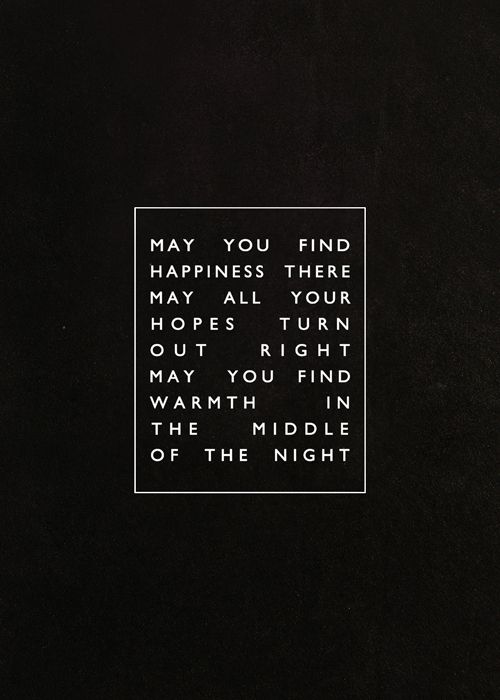 MAY YOU FIND
HAPPINESS THERE
MAY ALL YOUR
HOPES TURN
OUT RIGHT
MAY YOU FIND
WARMTH IN
THE MIDDLE
OF THE NIGHT